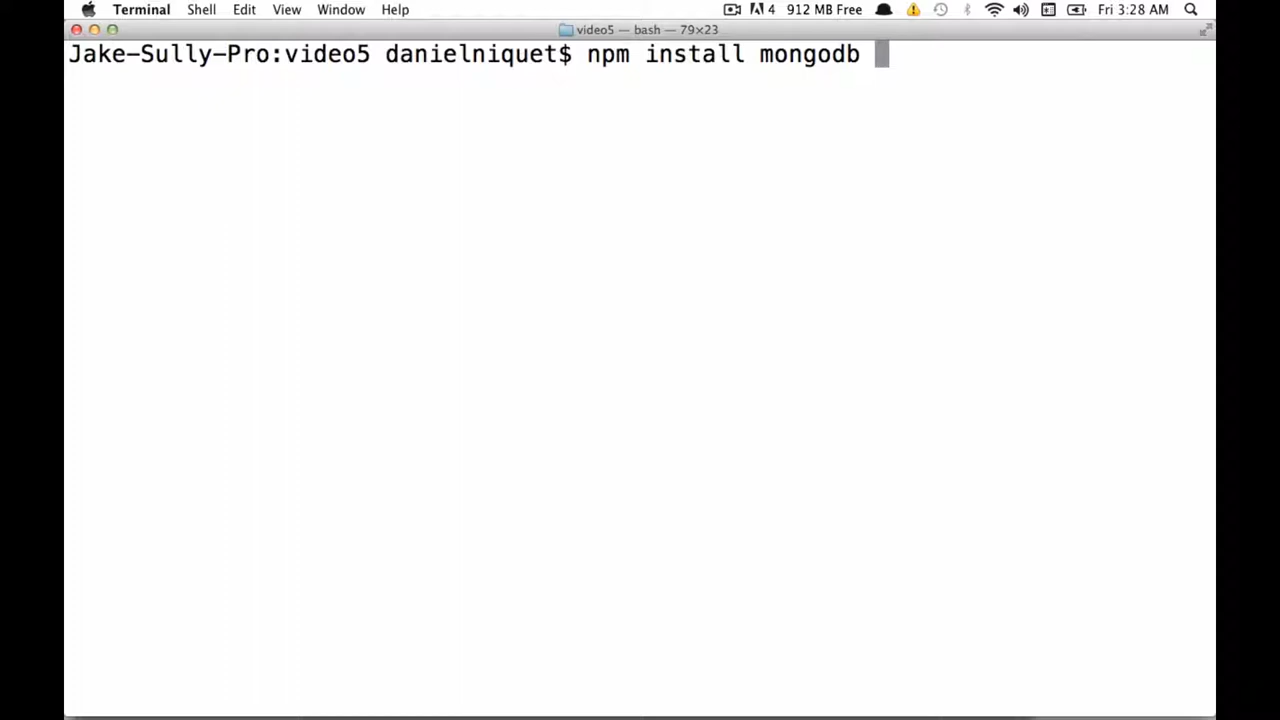 Terminal Shell Edit View Window Help 4 912 MB Free Fri 3:28 AM
video5 — bash — 79×23
Jake-Sully-Pro:video5 danielniquet$ npm install mongodb